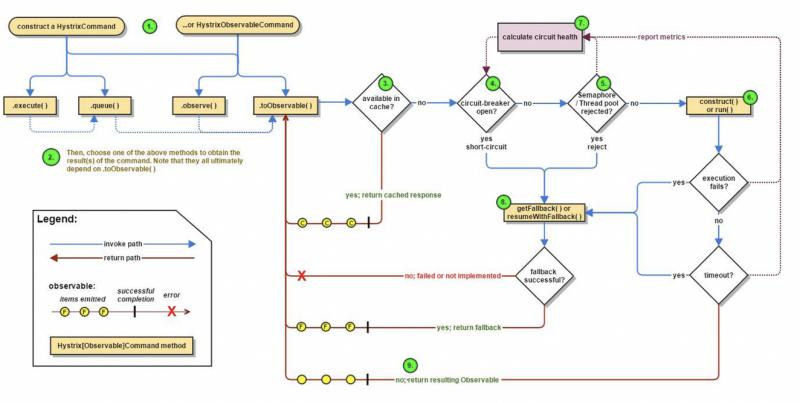 construct a HystrixCommand
1.
...or HystrixObservableCommand
7.
calculate circuit health
report metrics
.execute( )
.queue( )
.observe( )
.toObservable( )
3.
available in
cache?
no
4.
circuit-breaker
open?
no
5.
Semaphore
/ Thread pool
rejected?
no
6.
construct( )
or run( )
2.
Then, choose one of the above methods to obtain the
result(s) of the command. Note that they all ultimately
depend on .toObservable( )
yes
short-circuit
yes
reject
yes
execution
fails?
no
yes; return cached response
C C C
8.
getFallback( ) or
resumeWithFallback( )
yes
timeout?
X
no; failed or not implemented
fallback
successful?
F F F
yes; return fallback
9.
no; return resulting Observable
Legend:
invoke path
return path
observable:
items emitted
successful
completion
error
F F F
X
Hystrix[Observable]Command method